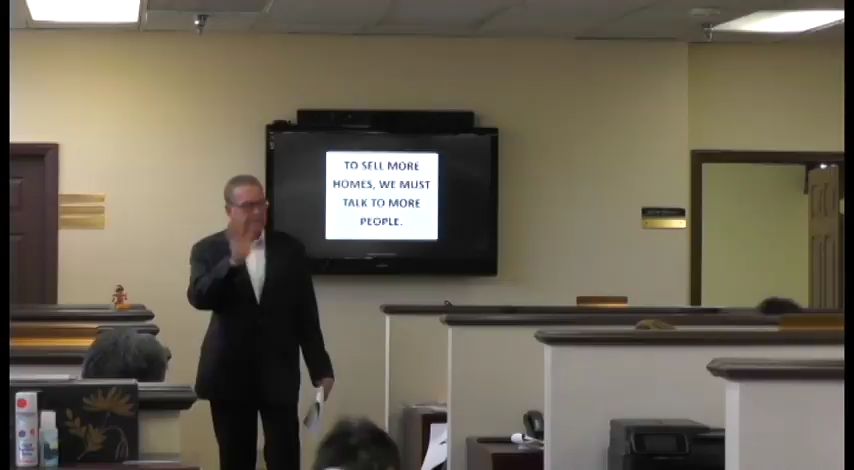 TO SELL MORE
HOMES, WE MUST
TALK TO MORE
PEOPLE.